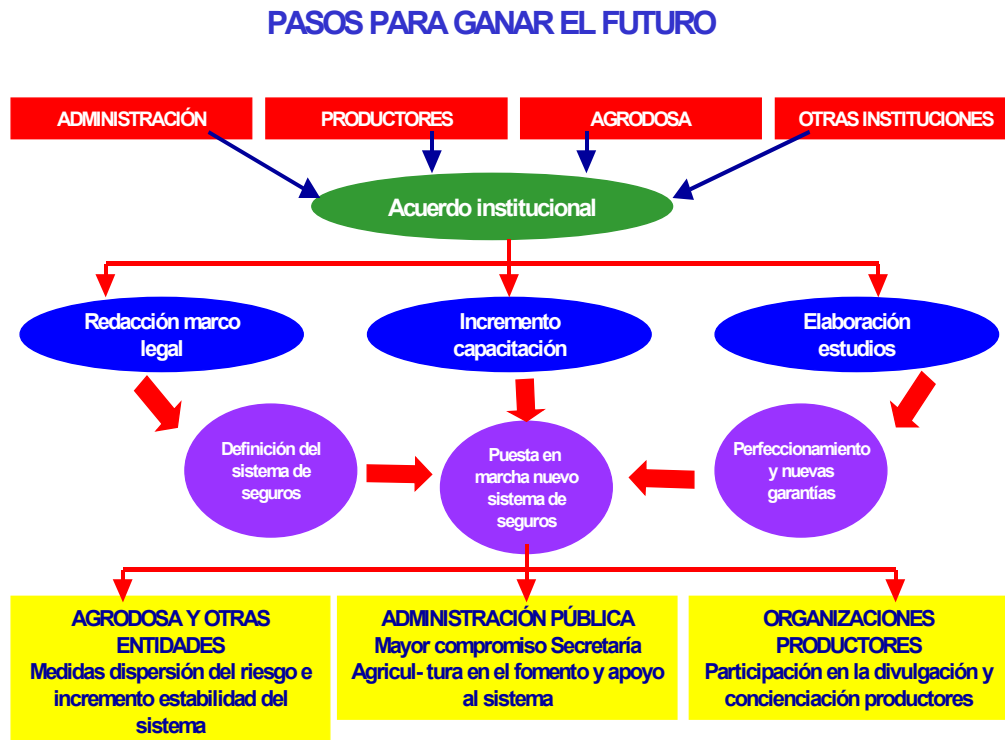 PASOS PARA GANAR EL FUTURO
ADMINISTRACIÓN
PRODUCTORES
AGRODOSA
OTRAS INSTITUCIONES
Acuerdo institucional
Redacción marco
legal
Incremento
capacitación
Elaboración
estudios
Definición del
sistema de
seguros
Puesta en
marcha nuevo
sistema de
seguros
Perfeccionamiento
y nuevas
garantías
AGRODOSA Y OTRAS
ENTIDADES
Medidas dispersión del riesgo e
incremento estabilidad del
sistema
ADMINISTRACIÓN PÚBLICA
Mayor compromiso Secretaría
Agricul- tura en el fomento y apoyo
al sistema
ORGANIZACIONES
PRODUCTORES
Participación en la divulgación y
concienciación productores